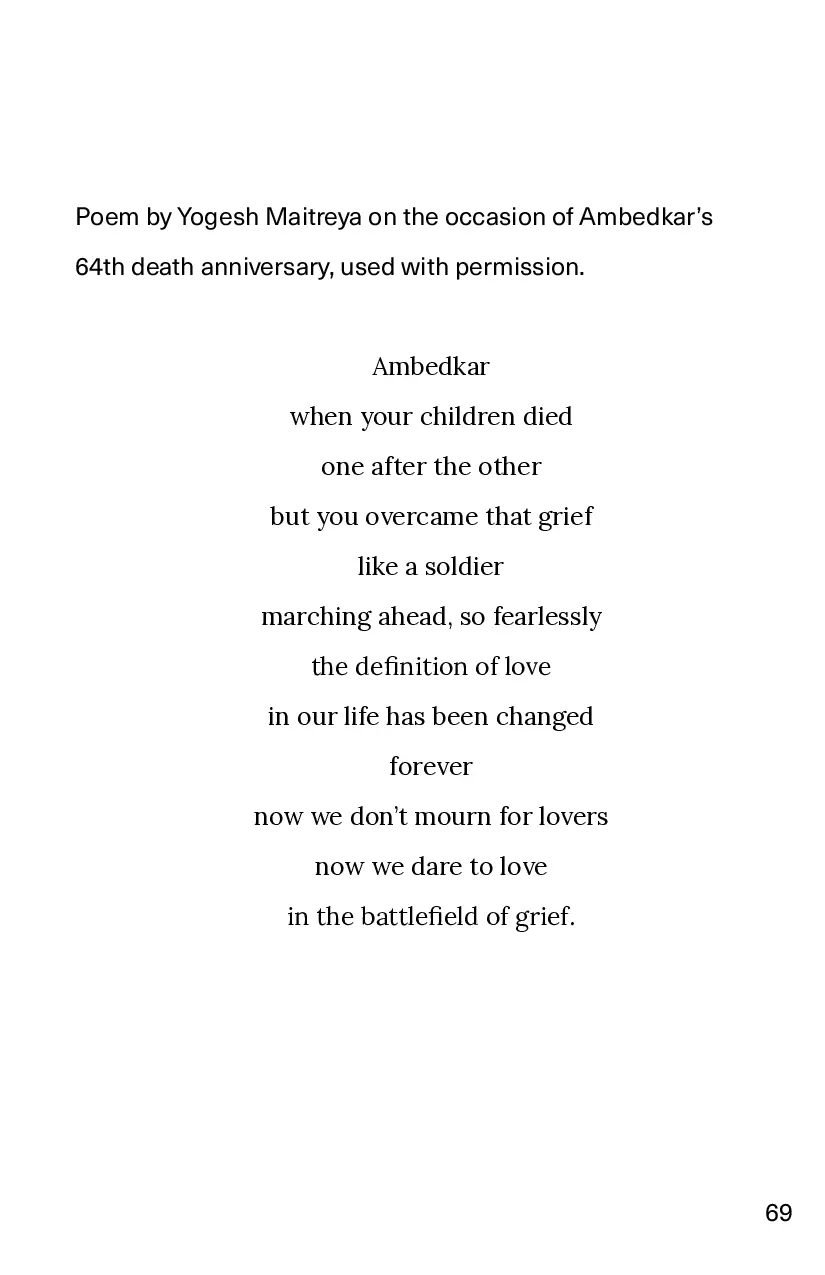 Poem by Yogesh Maitreya on the occasion of Ambedkar’s
64th death anniversary, used with permission.
Ambedkar
when your children died
one after the other
but you overcame that grief
like a soldier
marching ahead, so fearlessly
the definition of love
in our life has been changed
forever
now we don’t mourn for lovers
now we dare to love
in the battlefield of grief.
69